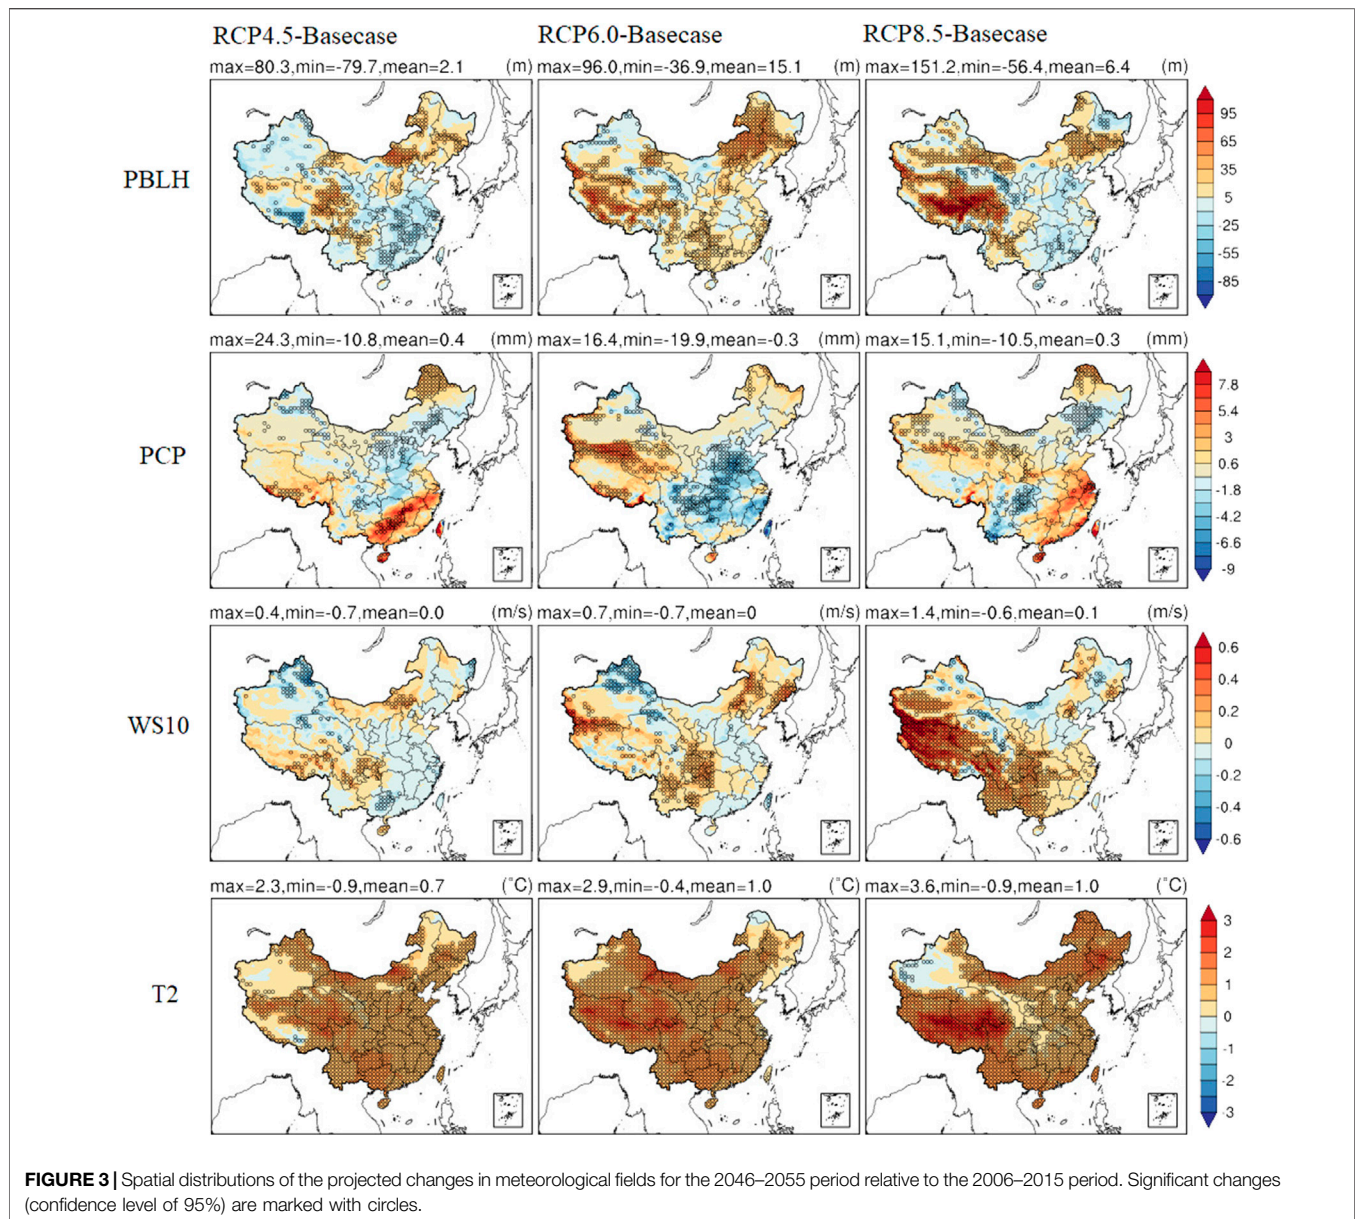 RCP4.5-Basecase RCP6.0-Basecase RCP8.5-Basecase
max=80.3,min=-79.7,mean=2.1 (m) max=96.0,min=-36.9,mean=15.1 (m) max=151.2,min=-56.4,mean=6.4 (m)
PBLH
95
65
35
5
-25
-55
-85
max=24.3,min=-10.8,mean=0.4 (mm) max=16.4,min=-19.9,mean=-0.3 (mm) max=15.1,min=-10.5,mean=0.3 (mm)
PCP
7.8
5.4
3
0.6
-1.8
-4.2
-6.6
-9
max=0.4,min=-0.7,mean=0.0 (m/s) max=0.7,min=-0.7,mean=0 (m/s) max=1.4,min=-0.6,mean=0.1 (m/s)
WS10
0.6
0.4
0.2
0
-0.2
-0.4
-0.6
max=2.3,min=-0.9,mean=0.7 (°C) max=2.9,min=-0.4,mean=1.0 (°C) max=3.6,min=-0.9,mean=1.0 (°C)
T2
3
2
1
0
-1
-2
-3
FIGURE 3 | Spatial distributions of the projected changes in meteorological fields for the 2046–2055 period relative to the 2006–2015 period. Significant changes
(confidence level of 95%) are marked with circles.